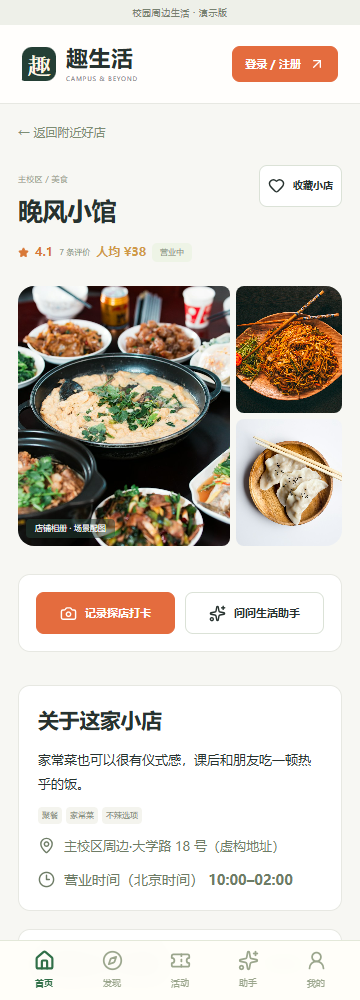 校园周边生活 · 演示版
趣
趣生活
CAMPUS & BEYOND
登录 / 注册
← 返回附近好店
主校区 / 美食
收藏小店
晚风小馆
4.1 7 条评价 人均 ¥38 营业中
店铺相册 · 场景配图
记录探店打卡
问问生活助手
关于这家小店
家常菜也可以很有仪式感，课后和朋友吃一顿热
乎的饭。
聚餐 家常菜 不辣选项
主校区周边·大学路 18 号（虚构地址）
营业时间（北京时间） 10:00–02:00
首页 发现 活动 助手 我的